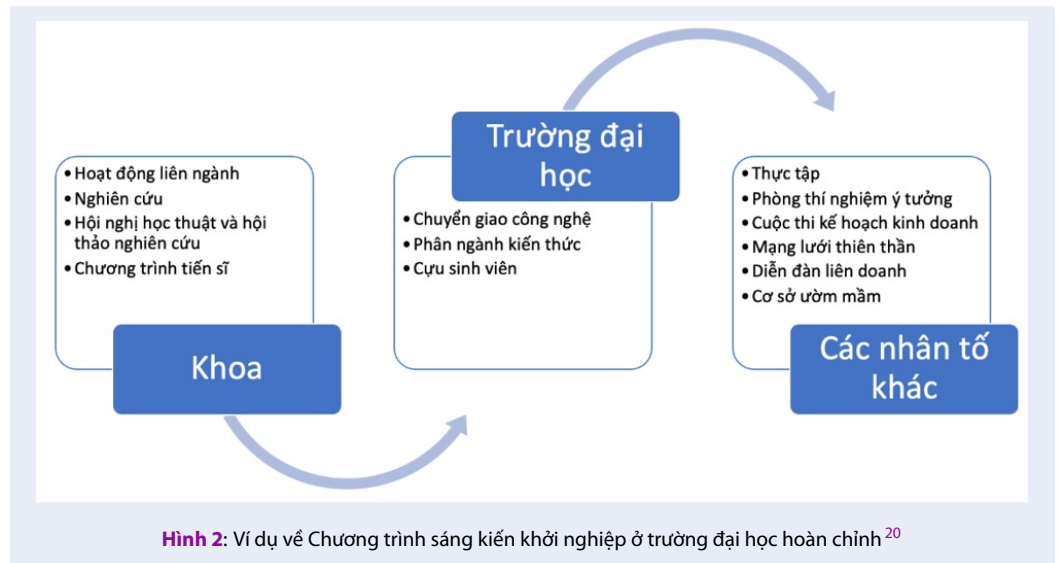 • Hoạt động liên ngành
• Nghiên cứu
• Hội nghị học thuật và hội
thảo nghiên cứu
• Chương trình tiến sĩ
Khoa
Trường đại
học
• Chuyển giao công nghệ
• Phân ngành kiến thức
• Cựu sinh viên
• Thực tập
• Phòng thí nghiệm ý tưởng
• Cuộc thi kế hoạch kinh doanh
• Mạng lưới thiên thần
• Diễn đàn liên doanh
• Cơ sở ườm mầm
Các nhân tố
khác
Hình 2: Ví dụ về Chương trình sáng kiến khởi nghiệp ở trường đại học hoàn chỉnh 20